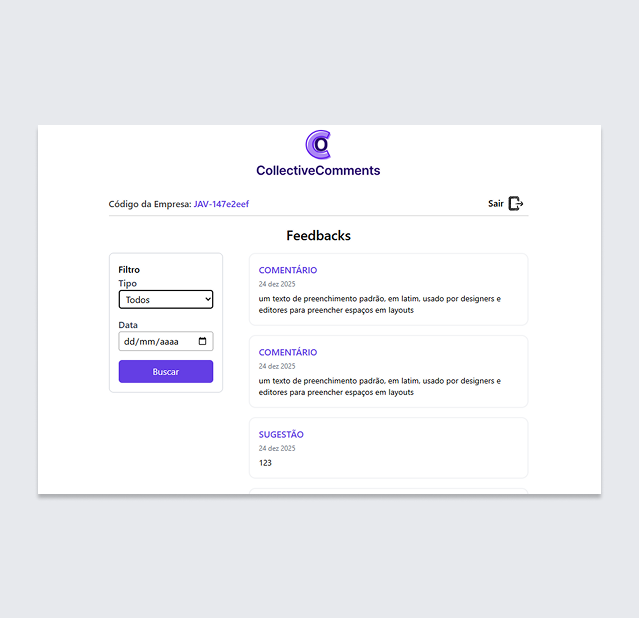 CO
CollectiveComments
Código da Empresa: JAV-147e2eef
Sair
Feedbacks
Filtro
Tipo
Todos
Data
dd/mm/aaaa
Buscar
COMENTÁRIO
24 dez 2025
um texto de preenchimento padrão, em latim, usado por designers e
editores para preencher espaços em layouts
COMENTÁRIO
24 dez 2025
um texto de preenchimento padrão, em latim, usado por designers e
editores para preencher espaços em layouts
SUGESTÃO
24 dez 2025
123